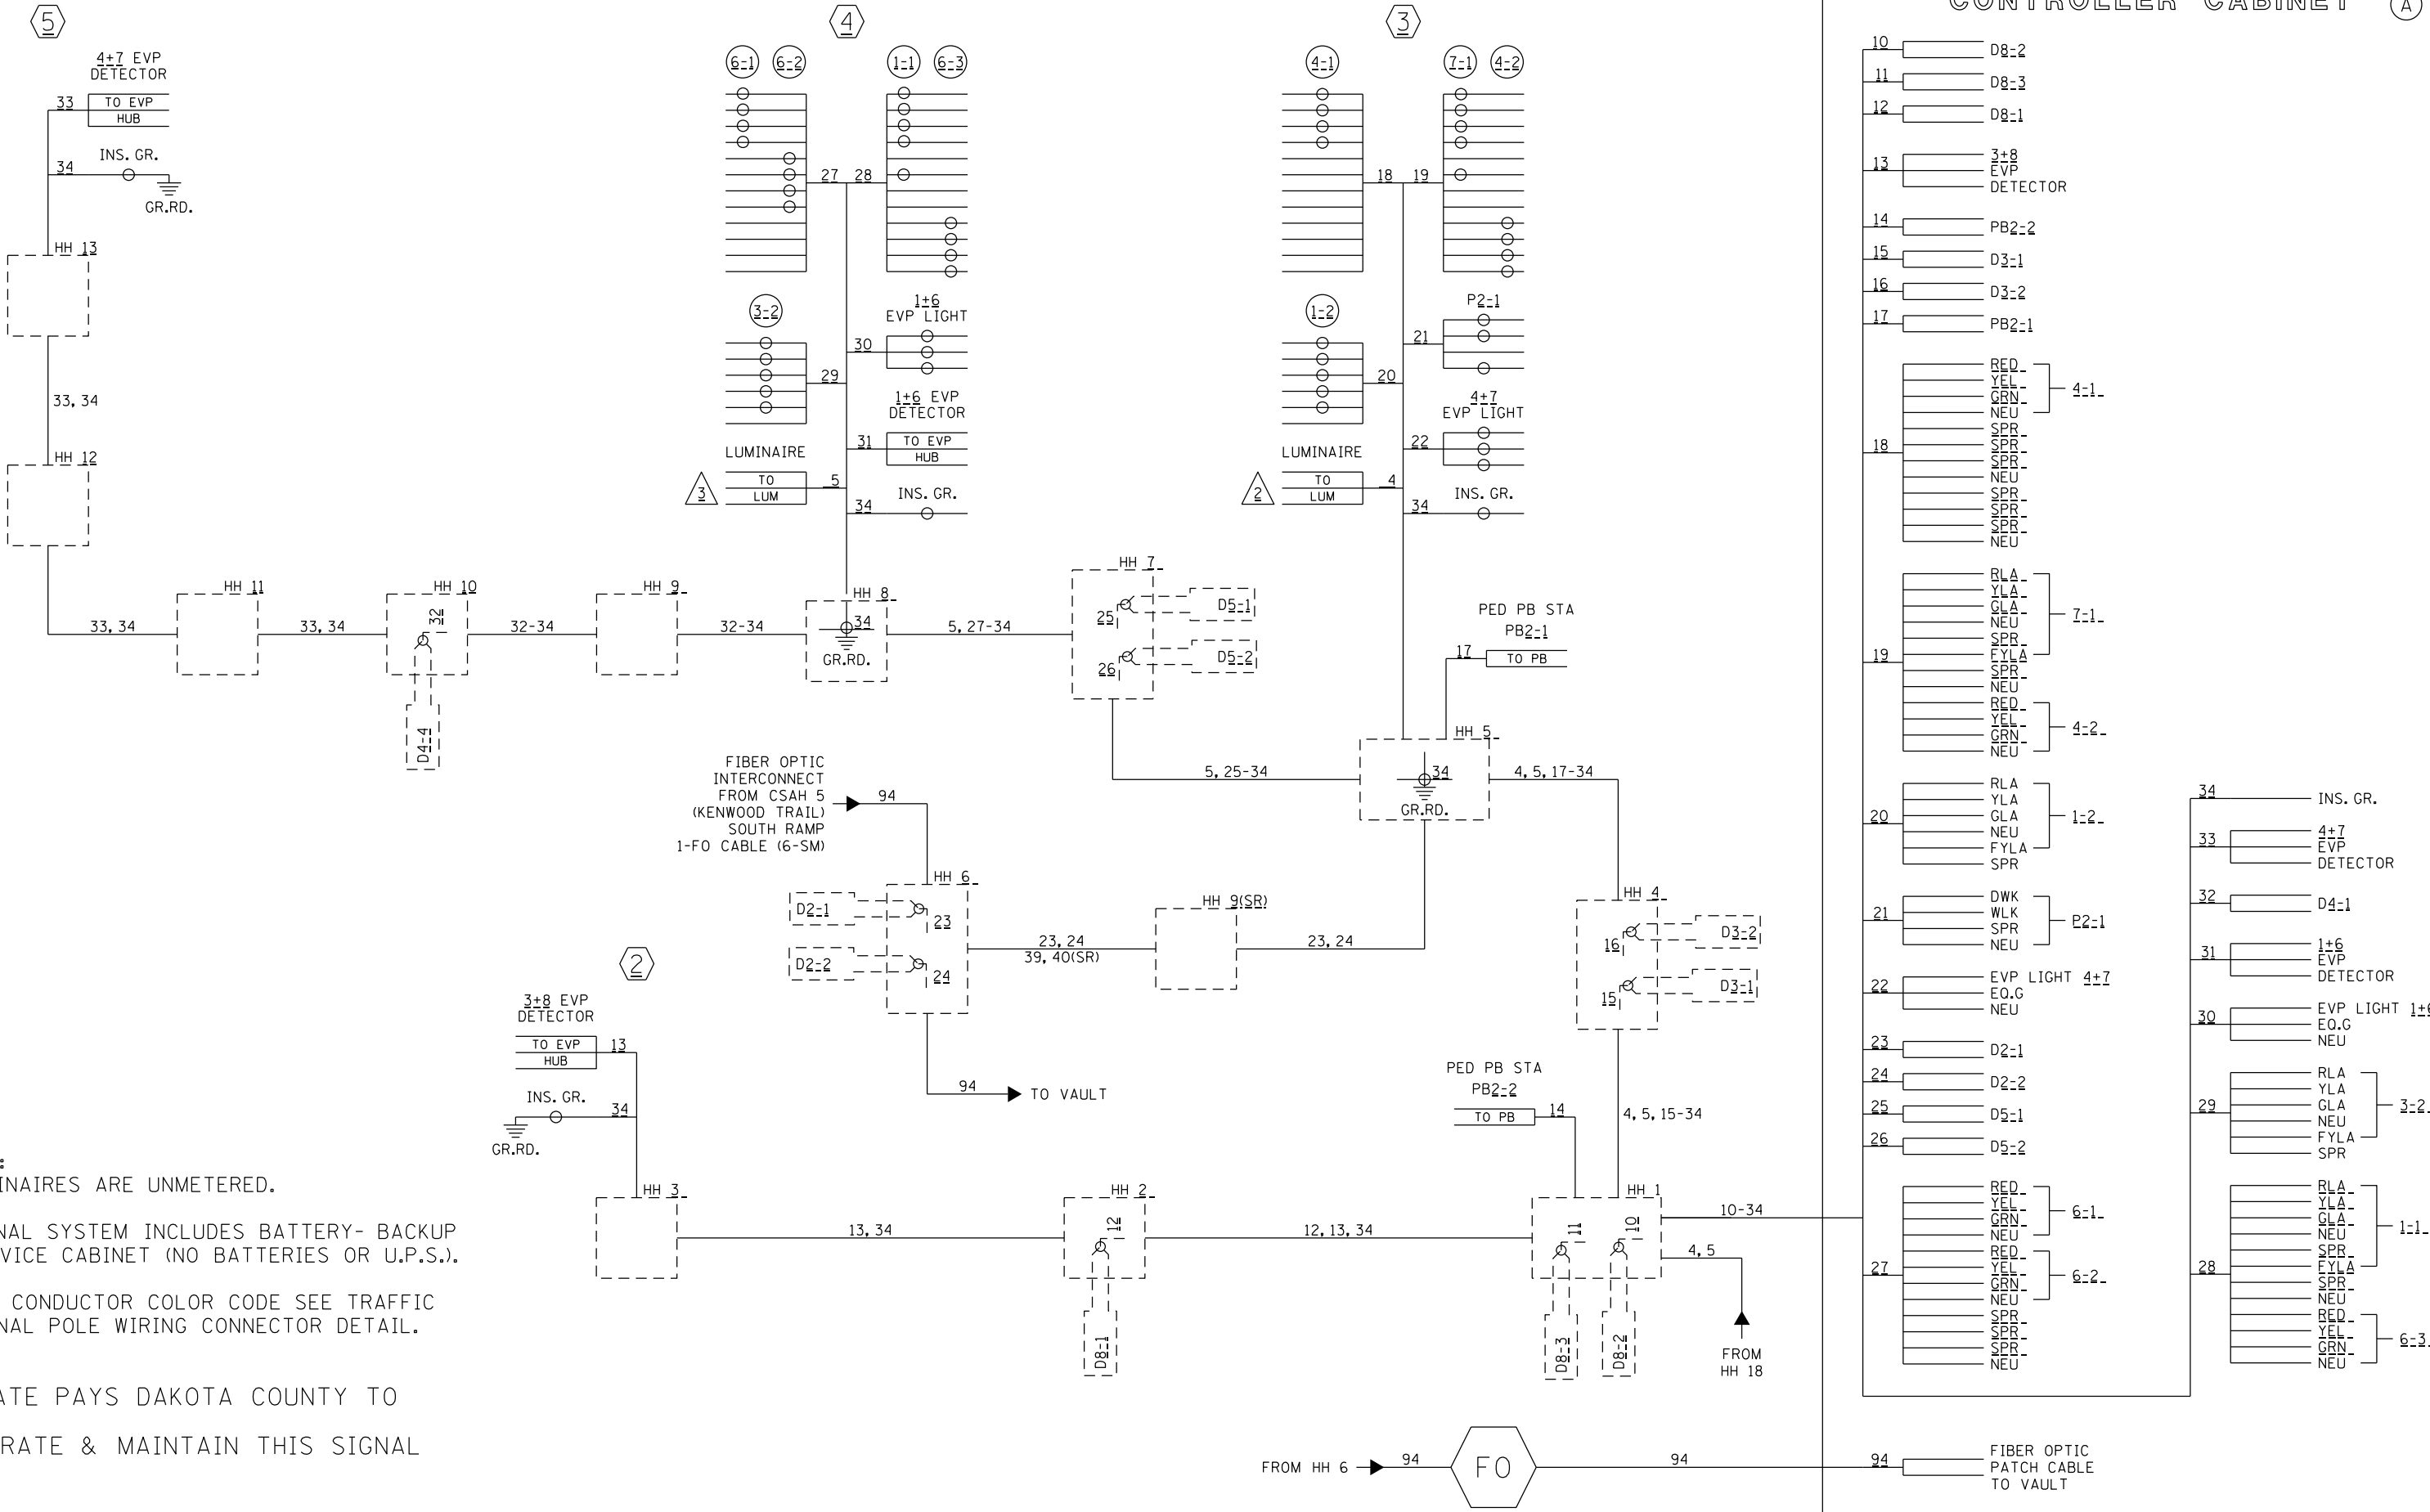 CONTROLLER CABINET A
5
4+7 EVP
DETECTOR
33
TO EVP
HUB
INS. GR.
34
GR.RD.
HH 13
33, 34
HH 12
HH 11
33, 34
33, 34
HH 10
32
D4-4
32-34
HH 9
32-34
4
6-1 6-2 1-1 6-3
27 28
3-2
29
1+6
EVP LIGHT
30
1+6 EVP
DETECTOR
31
TO EVP
HUB
LUMINAIRE
3
TO
LUM
5
INS. GR.
34
HH 8
34
GR.RD.
5, 27-34
HH 7
25
D5-1
26
D5-2
3
4-1 7-1 4-2
18 19
1-2
20
P2-1
21
4+7
EVP LIGHT
22
LUMINAIRE
2
TO
LUM
4
INS. GR.
34
PED PB STA
PB2-1
17
TO PB
HH 5
34
GR.RD.
5, 25-34
4, 5, 17-34
FIBER OPTIC
INTERCONNECT
FROM CSAH 5
(KENWOOD TRAIL)
SOUTH RAMP
1-FO CABLE (6-SM)
94
HH 6
D2-1
23
D2-2
24
23, 24
39, 40(SR)
HH 9(SR)
23, 24
94
TO VAULT
HH 4
16
D3-2
15
D3-1
4, 5, 15-34
2
3+8 EVP
DETECTOR
TO EVP
HUB
13
INS. GR.
34
GR.RD.
HH 3
13, 34
HH 2
12
D8-1
12, 13, 34
PED PB STA
PB2-2
TO PB
14
HH 1
11
10
D8-3
D8-2
10-34
4, 5
FROM
HH 18
FROM HH 6
94
FO
94
:
INAIRES ARE UNMETERED.
NAL SYSTEM INCLUDES BATTERY- BACKUP
VICE CABINET (NO BATTERIES OR U.P.S.).
CONDUCTOR COLOR CODE SEE TRAFFIC
NAL POLE WIRING CONNECTOR DETAIL.
ATE PAYS DAKOTA COUNTY TO
RATE & MAINTAIN THIS SIGNAL
10
D8-2
11
D8-3
12
D8-1
13
3+8
EVP
DETECTOR
14
PB2-2
15
D3-1
16
D3-2
17
PB2-1
18
RED
YEL
GRN
NEU
4-1
SPR
SPR
SPR
NEU
SPR
SPR
SPR
NEU
19
RLA
YLA
GLA
NEU
SPR
FYLA
7-1
SPR
NEU
RED
YEL
GRN
NEU
4-2
20
RLA
YLA
GLA
NEU
FYLA
1-2
SPR
21
DWK
WLK
SPR
NEU
P2-1
22
EVP LIGHT 4+7
EQ.G
NEU
23
D2-1
24
D2-2
25
D5-1
26
D5-2
27
RED
YEL
GRN
NEU
6-1
RED
YEL
GRN
NEU
6-2
SPR
SPR
SPR
NEU
34
INS. GR.
33
4+7
EVP
DETECTOR
32
D4-1
31
1+6
EVP
DETECTOR
30
EVP LIGHT 1+6
EQ.G
NEU
29
RLA
YLA
GLA
NEU
FYLA
3-2
SPR
28
RLA
YLA
GLA
NEU
SPR
FYLA
1-1
SPR
NEU
RED
YEL
GRN
NEU
6-3
94
FIBER OPTIC
PATCH CABLE
TO VAULT